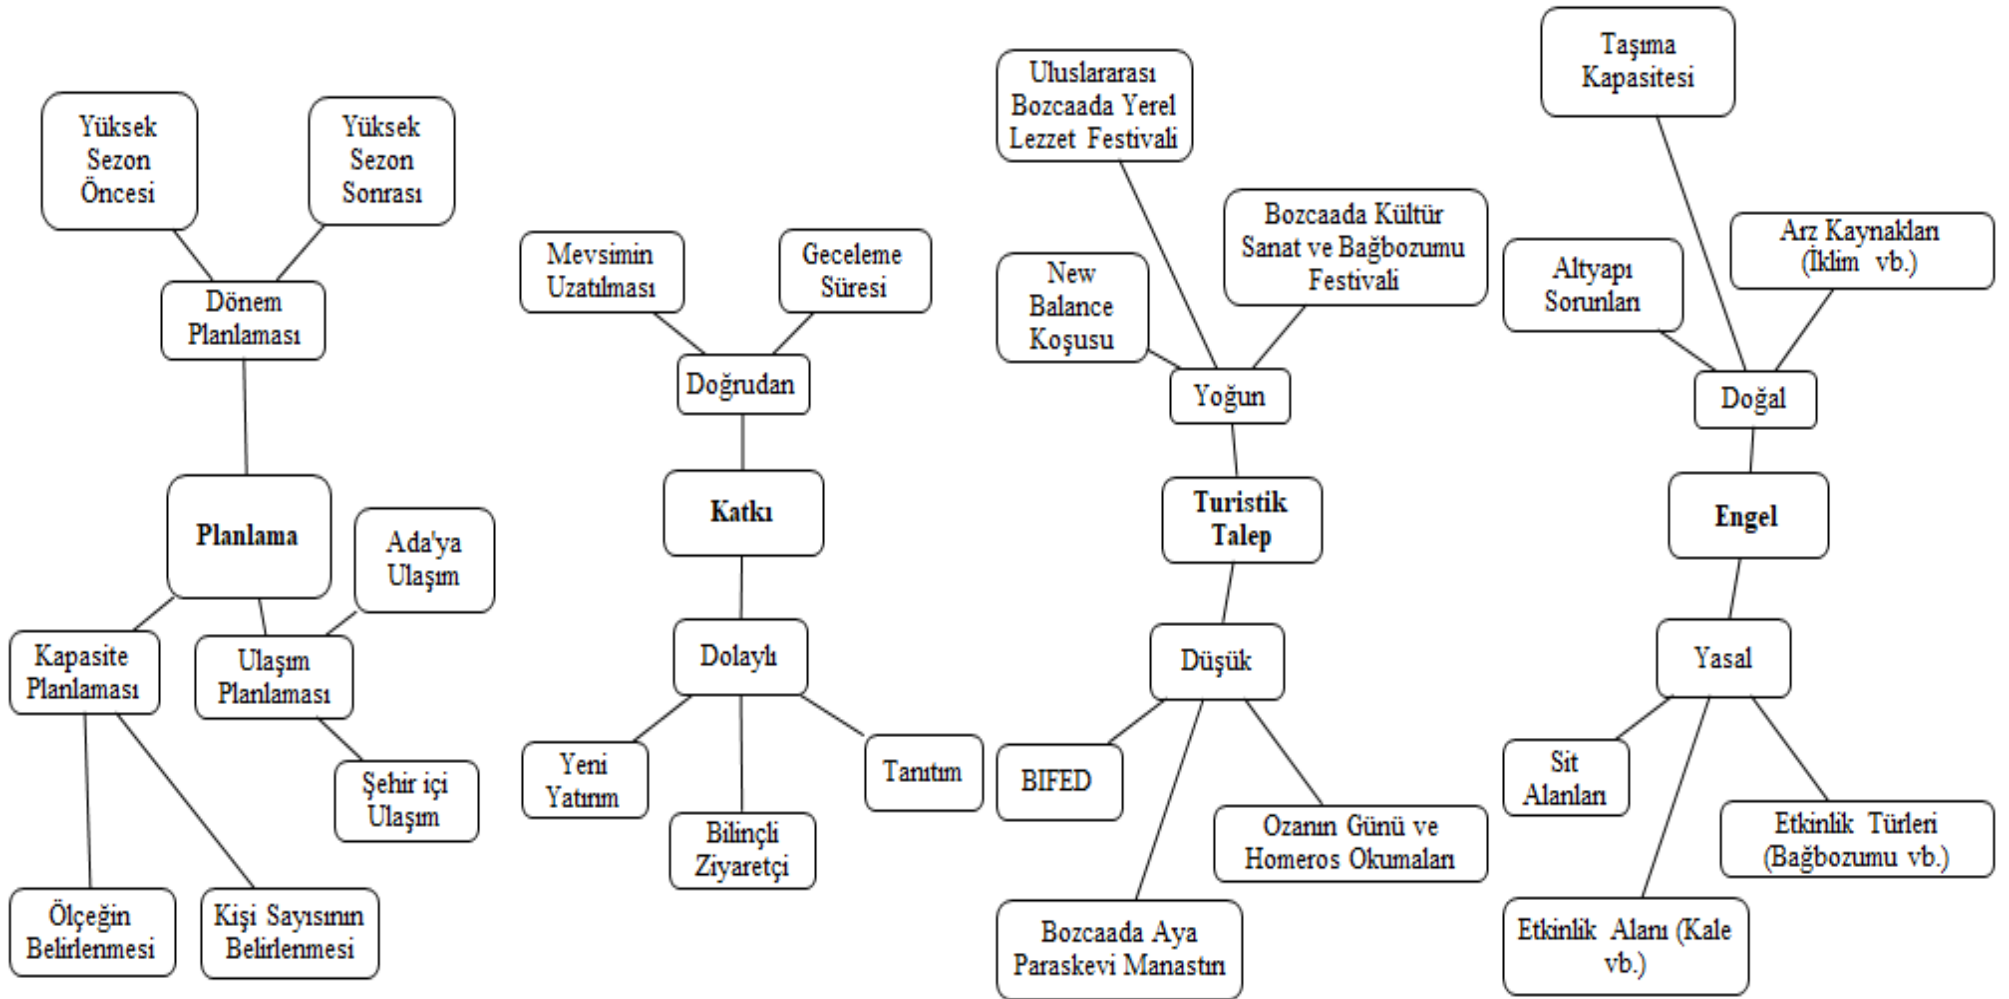 Yüksek
Sezon
Öncesi
Yüksek
Sezon
Sonrası
Dönem
Planlaması
Planlama
Ada'ya
Ulaşım
Kapasite
Planlaması
Ulaşım
Planlaması
Şehir içi
Ulaşım
Ölçeğin
Belirlenmesi
Kişi Sayısının
Belirlenmesi
Mevsimin
Uzatılması
Geceleme
Süresi
Doğrudan
Katkı
Dolaylı
Yeni
Yatırım
Bilinçli
Ziyaretçi
Tanıtım
Uluslararası
Bozcaada Yerel
Lezzet Festivali
New
Balance
Koşusu
Bozcaada Kültür
Sanat ve Bağbozumu
Festivali
Yoğun
Turistik
Talep
Düşük
BIFED
Ozanın Günü ve
Homeros Okumaları
Bozcaada Aya
Paraskevi Manastırı
Taşıma
Kapasitesi
Altyapı
Sorunları
Arz Kaynakları
(İklim vb.)
Doğal
Engel
Yasal
Sit
Alanları
Etkinlik Türleri
(Bağbozumu vb.)
Etkinlik Alanı (Kale
vb.)